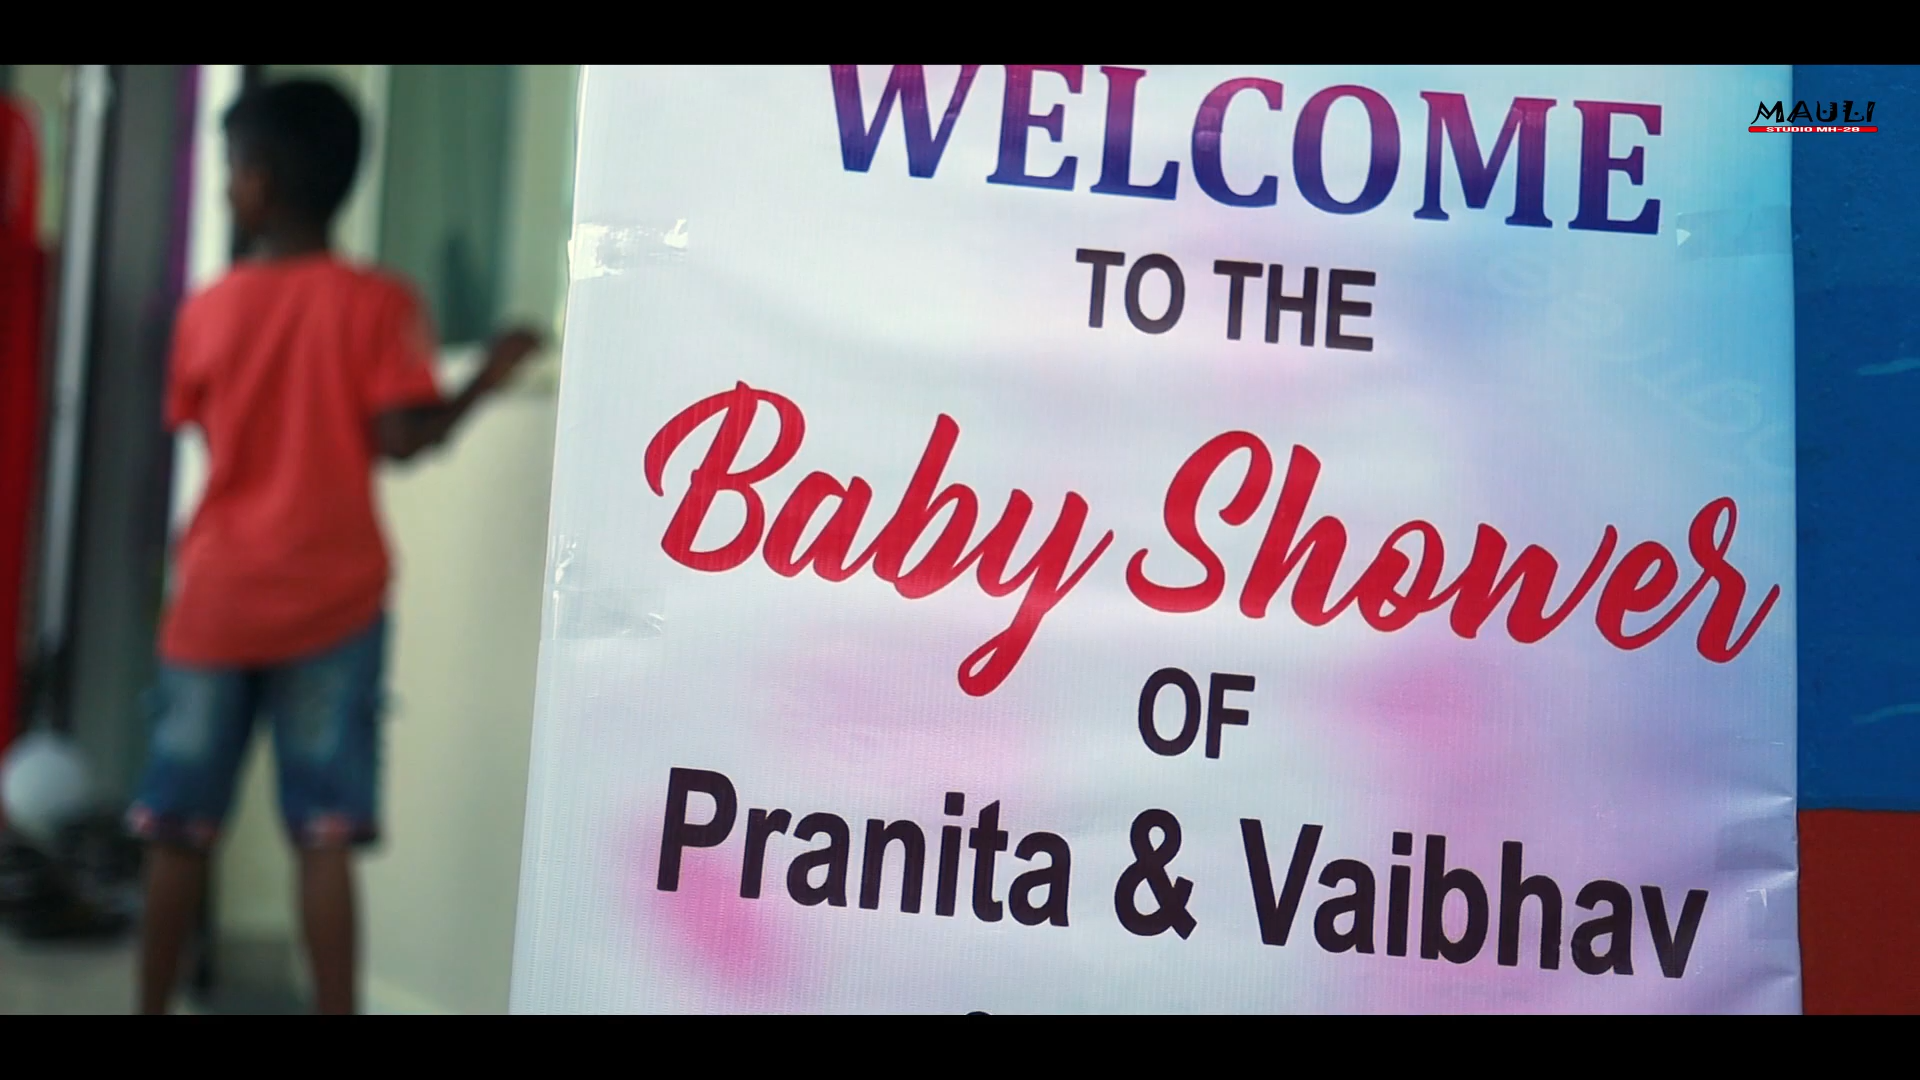 WELCOME
TO THE
Baby Shower
OF
Pranita & Vaibhav
MAULI
STUDIO MH-28